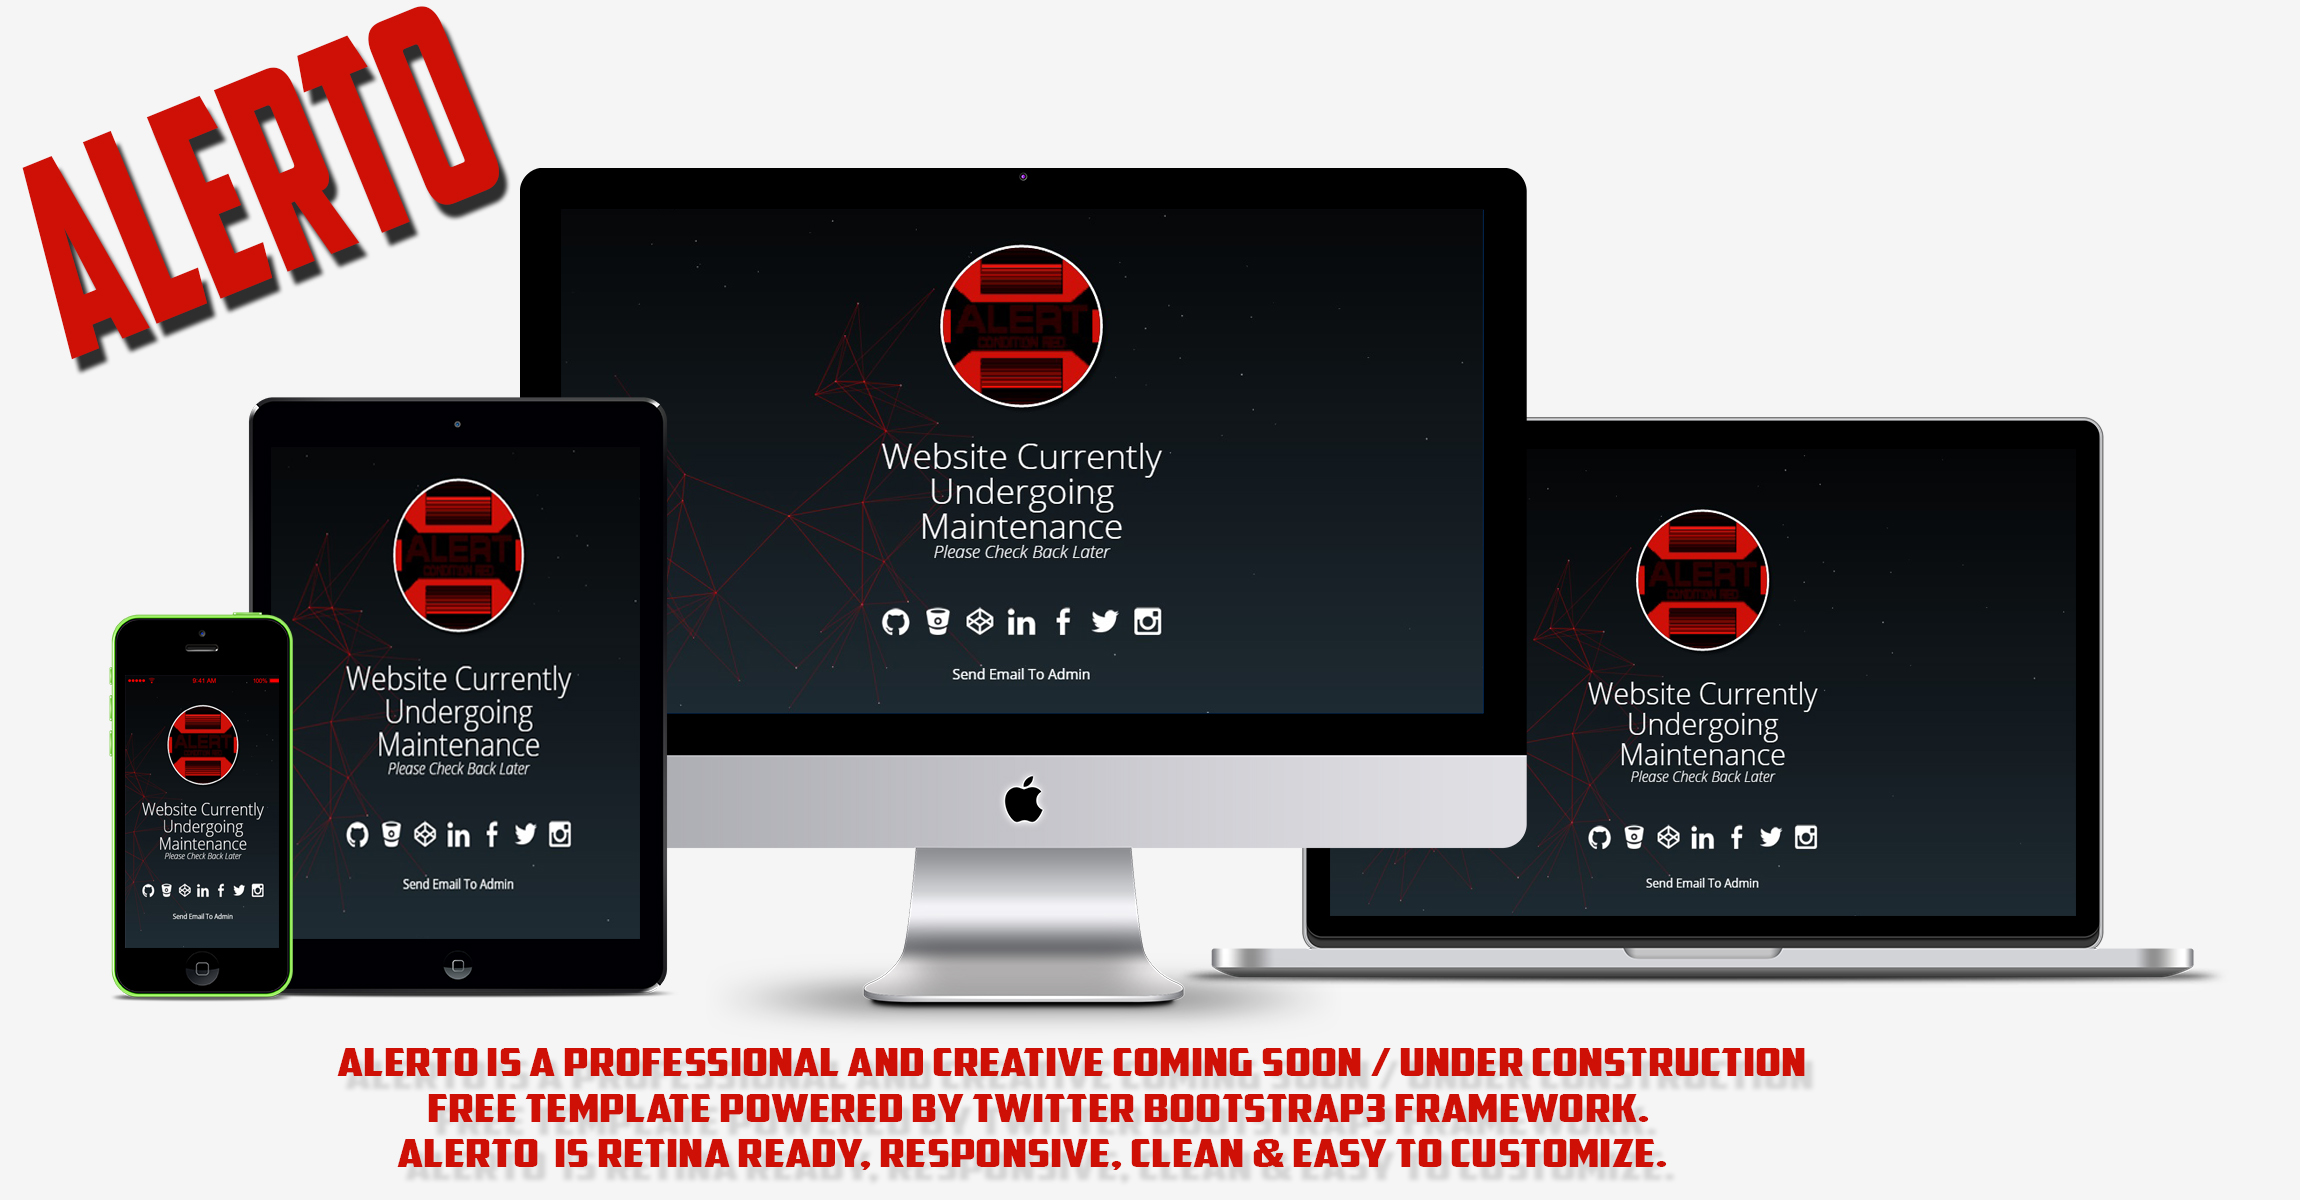 ALERTO
ALERT
CONDITION RED
Website Currently
Undergoing
Maintenance
Please Check Back Later
in f
Send Email To Admin
ALERT
CONDITION RED
Website Currently
Undergoing
Maintenance
Please Check Back Later
in f
Send Email To Admin
ALERT
CONDITION RED
Website Currently
Undergoing
Maintenance
Please Check Back Later
in f
Send Email To Admin
9:41 AM 100%
ALERT
Website Currently
Undergoing
Maintenance
Please Check Back Later
in f
Send Email To Admin
ALERTO IS A PROFESSIONAL AND CREATIVE COMING SOON / UNDER CONSTRUCTION
FREE TEMPLATE POWERED BY TWITTER BOOTSTRAP3 FRAMEWORK.
ALERTO IS RETINA READY, RESPONSIVE, CLEAN & EASY TO CUSTOMIZE.